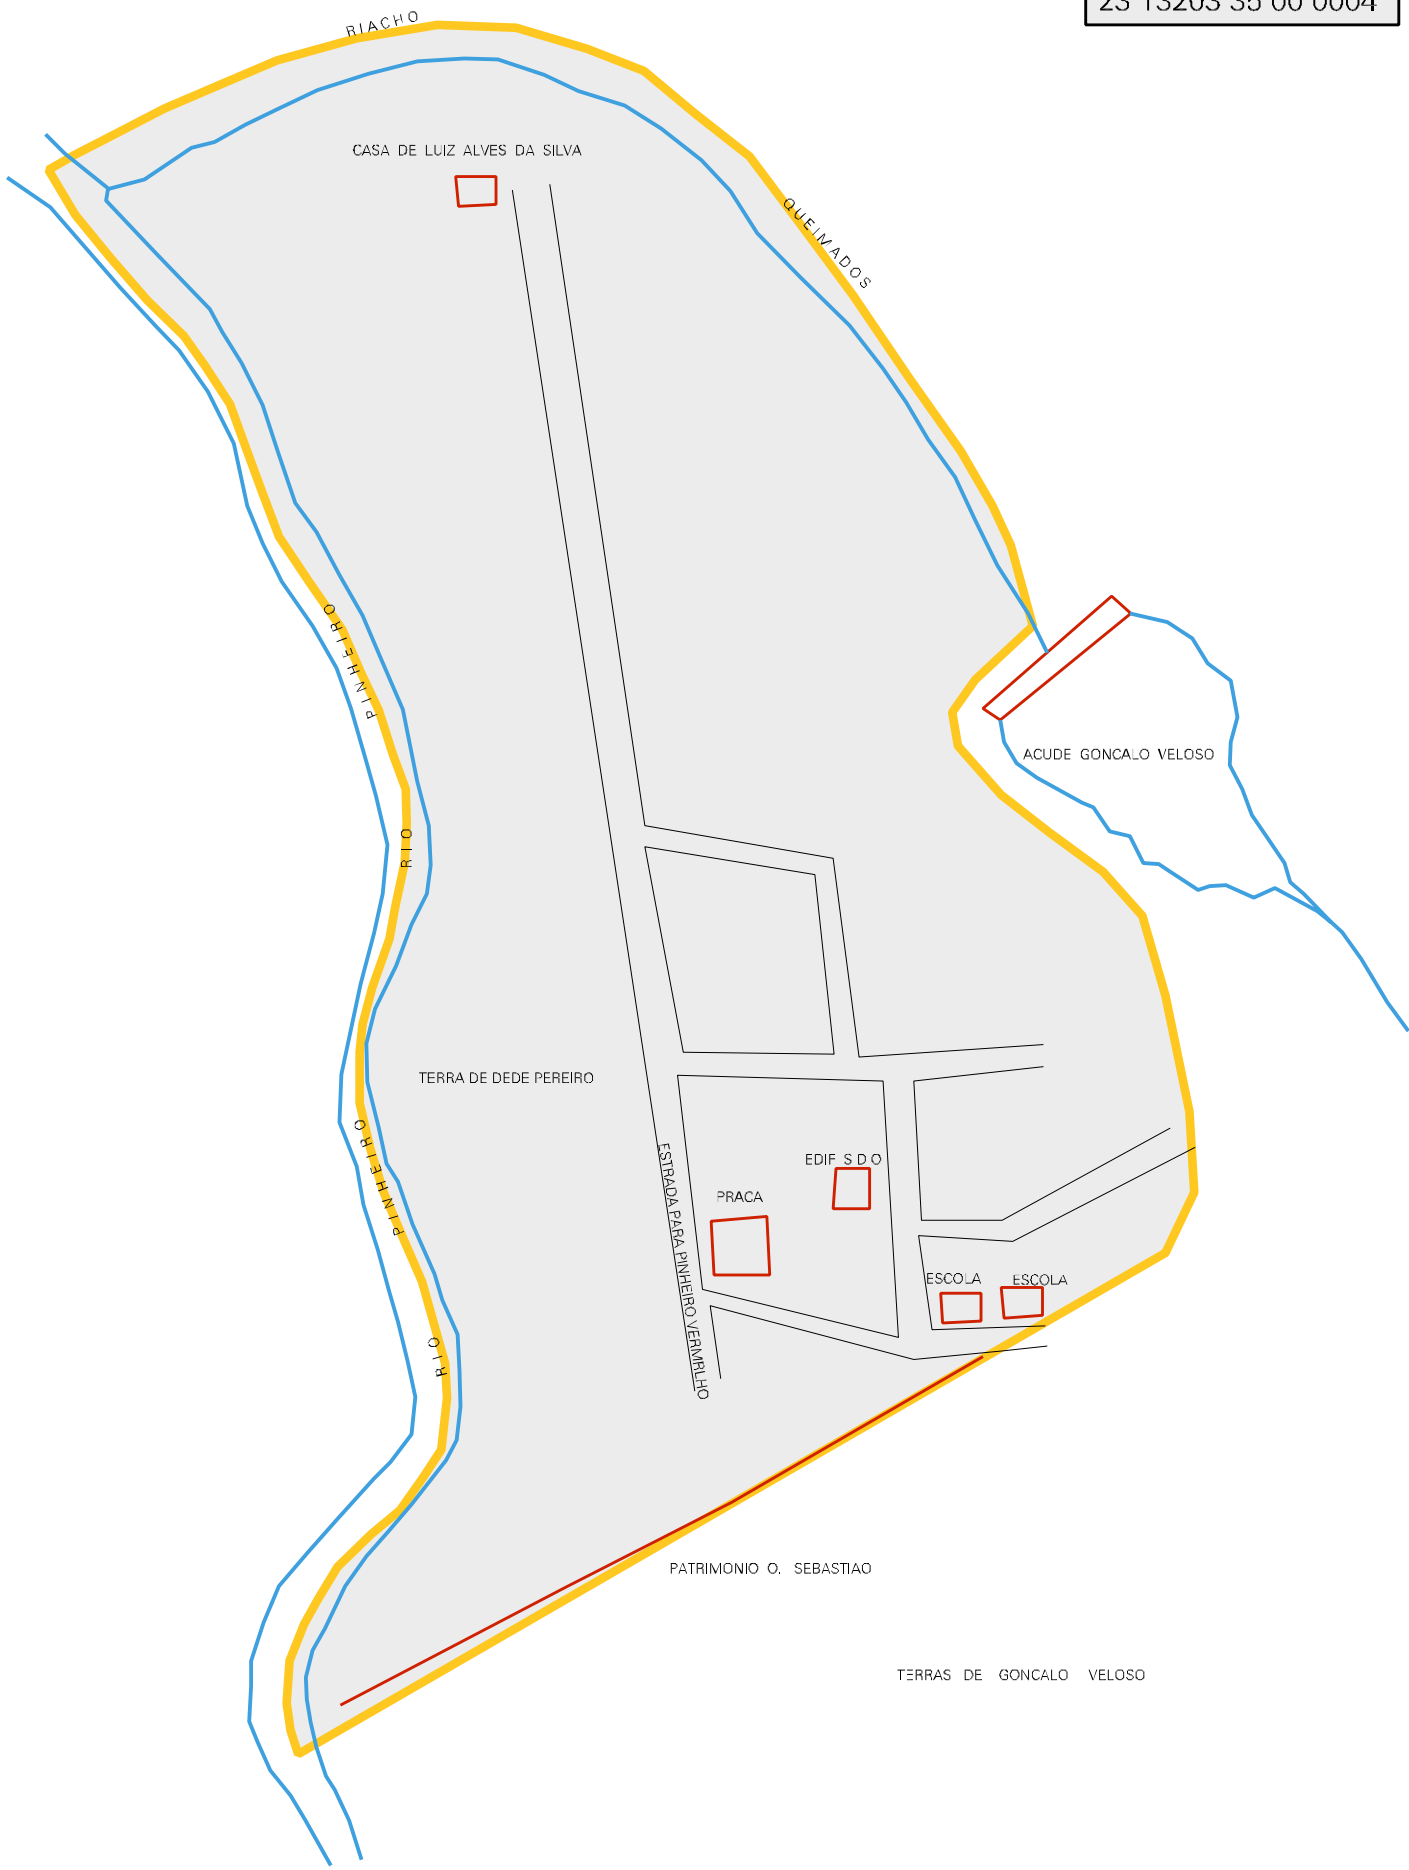 23 13203 35 00 0004
RIACHO
CASA DE LUIZ ALVES DA SILVA
QUEIMADOS
PINHEIRO
ACUDE GONCALO VELOSO
RIO
TERRA DE DEDE PEREIRO
PINHEIRO
ESTRADA PARA PINHEIRO VERMRLHO
EDIF S D O
PRACA
ESCOLA
ESCOLA
RIO
PATRIMONIO O. SEBASTIAO
TERRAS DE GONCALO VELOSO